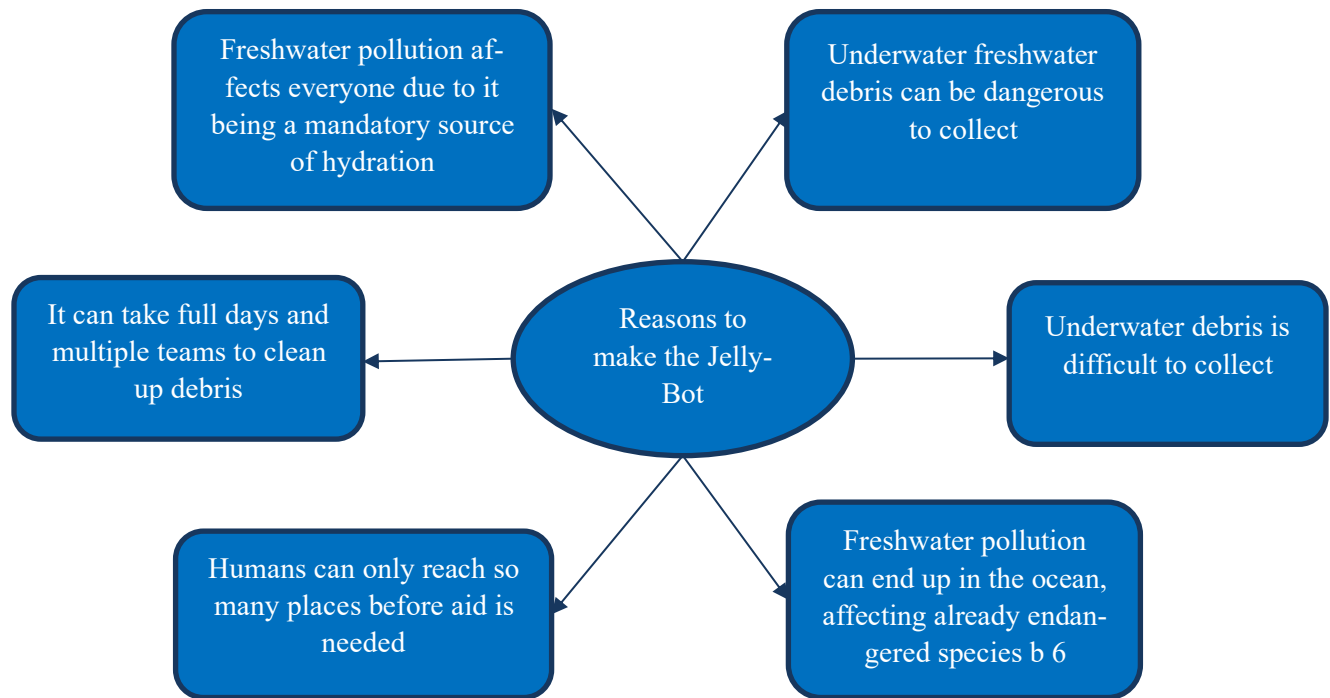 Freshwater pollution af-
fects everyone due to it
being a mandatory source
of hydration
Underwater freshwater
debris can be dangerous
to collect
It can take full days and
multiple teams to clean
up debris
Reasons to
make the Jelly-
Bot
Underwater debris is
difficult to collect
Humans can only reach so
many places before aid is
needed
Freshwater pollution
can end up in the ocean,
affecting already endan-
gered species b 6